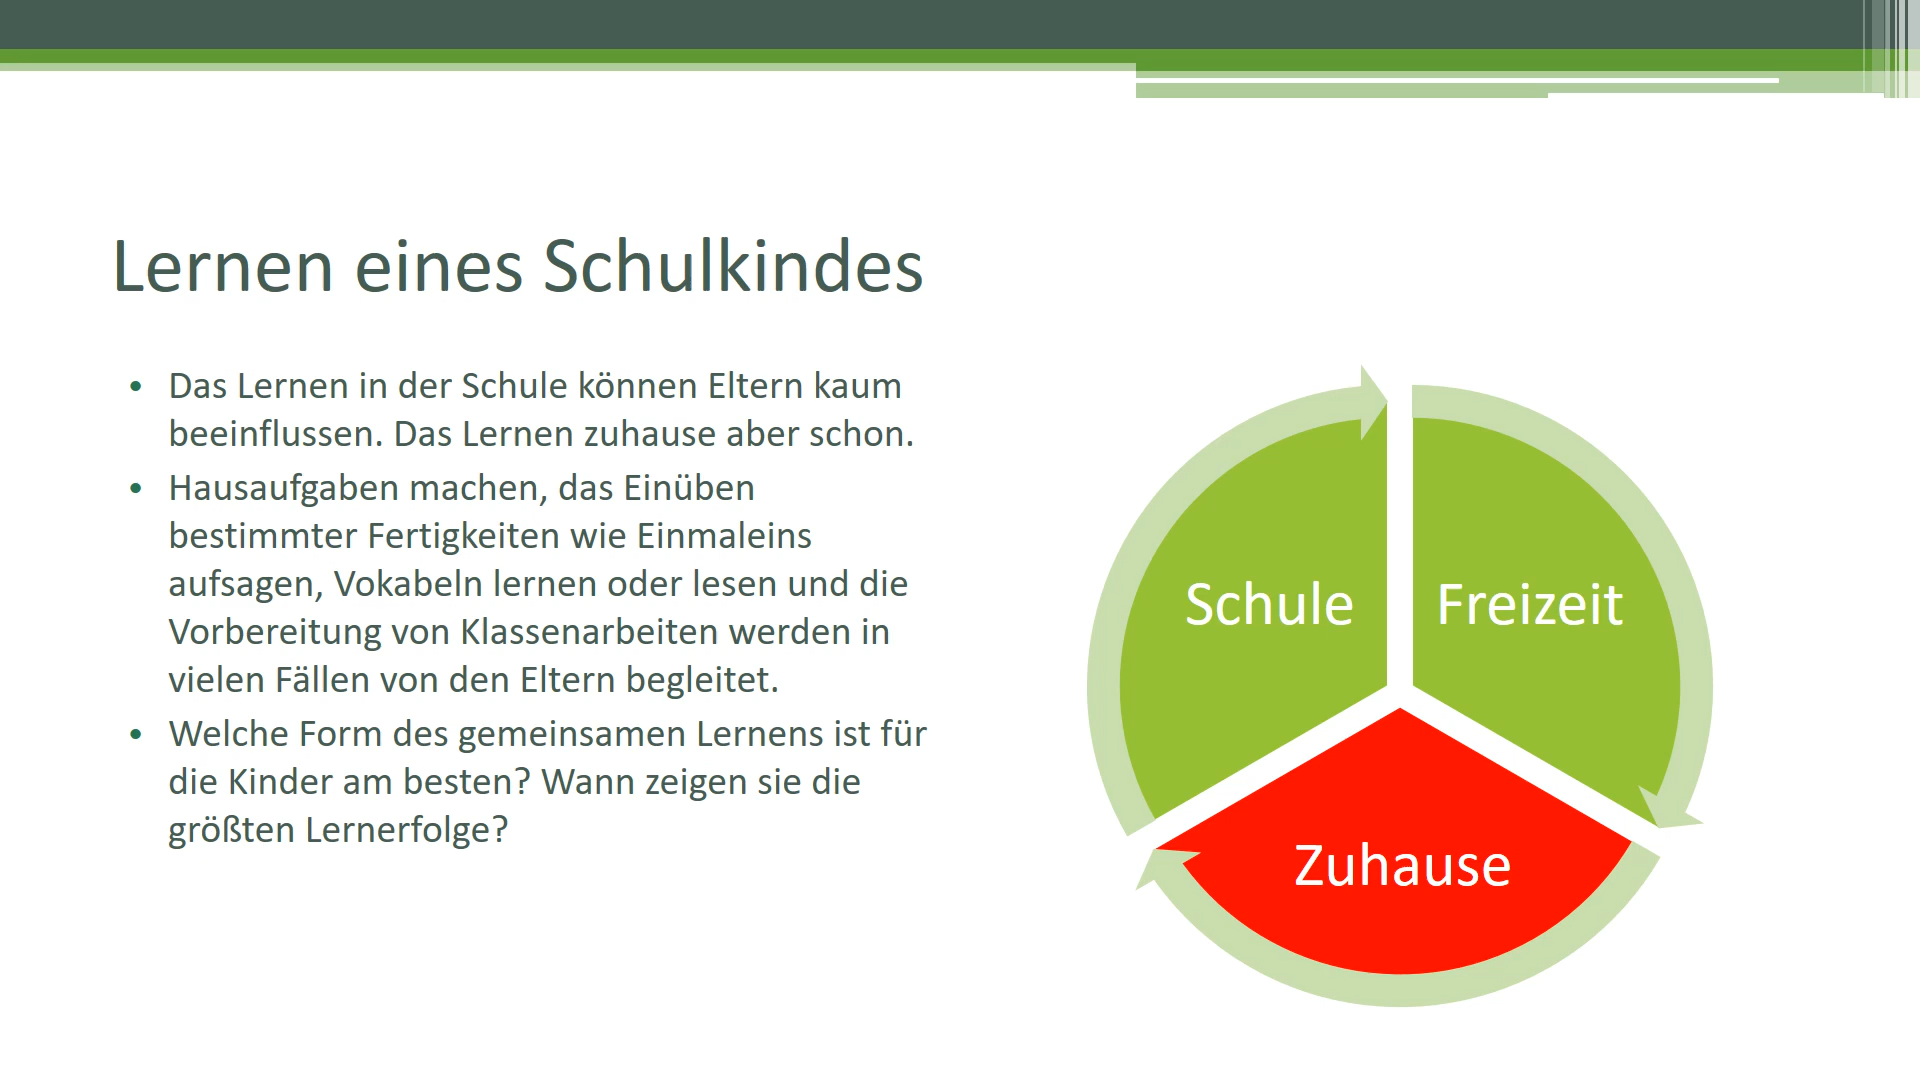 Lernen eines Schulkindes
• Das Lernen in der Schule können Eltern kaum
beeinflussen. Das Lernen zuhause aber schon.
• Hausaufgaben machen, das Einüben
bestimmter Fertigkeiten wie Einmaleins
aufsagen, Vokabeln lernen oder lesen und die
Vorbereitung von Klassenarbeiten werden in
vielen Fällen von den Eltern begleitet.
• Welche Form des gemeinsamen Lernens ist für
die Kinder am besten? Wann zeigen sie die
größten Lernerfolge?
Schule
Freizeit
Zuhause